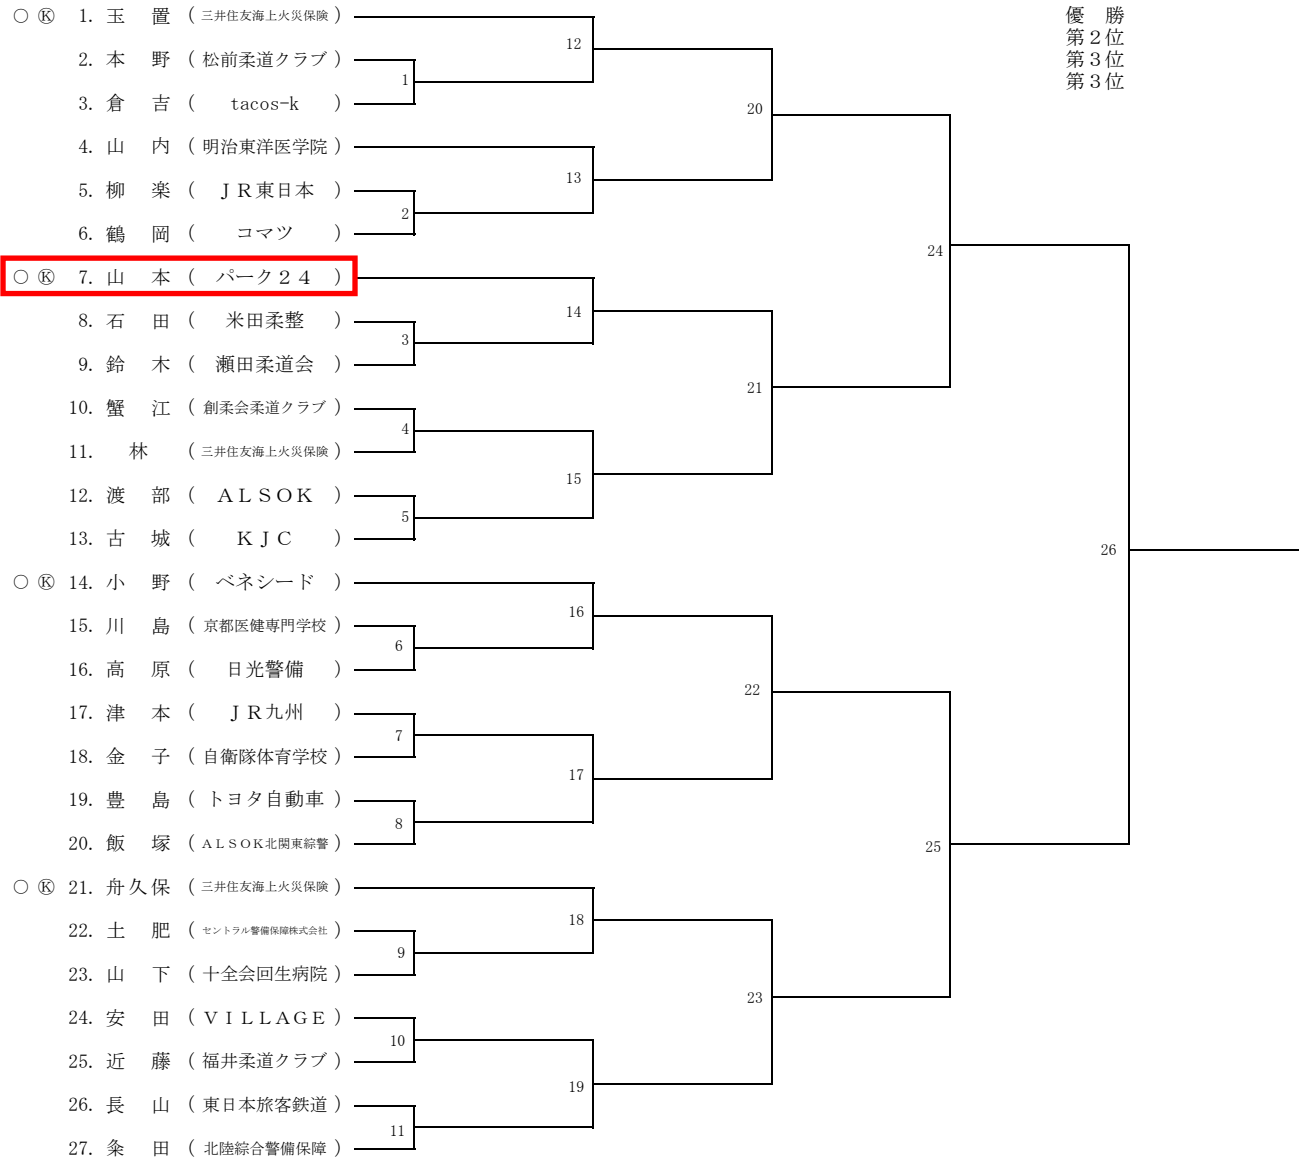 ○ Ⓚ 1. 玉 置 ( 三井住友海上火災保険 )
2. 本 野 ( 松前柔道クラブ )
3. 倉 吉 ( tacos-k )
4. 山 内 ( 明治東洋医学院 )
5. 柳 楽 ( ＪＲ東日本 )
6. 鶴 岡 ( コマツ )
○ Ⓚ 7. 山 本 ( パーク２４ )
8. 石 田 ( 米田柔整 )
9. 鈴 木 ( 瀬田柔道会 )
10. 蟹 江 ( 創柔会柔道クラブ )
11. 林 ( 三井住友海上火災保険 )
12. 渡 部 ( ＡＬＳＯＫ )
13. 古 城 ( ＫＪＣ )
○ Ⓚ 14. 小 野 ( ベネシード )
15. 川 島 ( 京都医健専門学校 )
16. 高 原 ( 日光警備 )
17. 津 本 ( ＪＲ九州 )
18. 金 子 ( 自衛隊体育学校 )
19. 豊 島 ( トヨタ自動車 )
20. 飯 塚 ( ＡＬＳＯＫ北関東綜警 )
○ Ⓚ 21. 舟久保 ( 三井住友海上火災保険 )
22. 土 肥 ( セントラル警備保障株式会社 )
23. 山 下 ( 十全会回生病院 )
24. 安 田 ( ＶＩＬＬＡＧＥ )
25. 近 藤 ( 福井柔道クラブ )
26. 長 山 ( 東日本旅客鉄道 )
27. 粂 田 ( 北陸綜合警備保障 )
1
2
3
4
5
6
7
8
9
10
11
12
13
14
15
16
17
18
19
20
21
22
23
24
25
26
優 勝
第２位
第３位
第３位